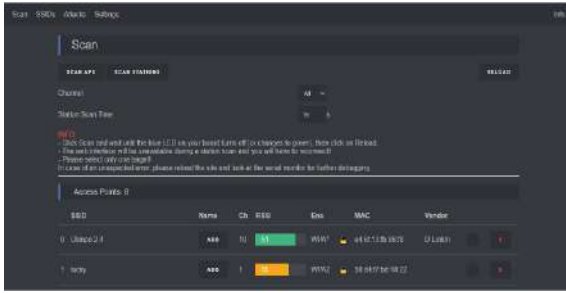 Scan SSIDs Attacks Settings Info
Scan
SCAN APS SCAN STATIONS RELOAD
Channel All
Station Scan Time 15 s
INFO:
- Click Scan and wait until the blue LED on your board turns off (or changes to green), then click on Reload.
- The web interface will be unavailable during a station scan and you will have to reconnect!
- Please select only one target!
In case of an unexpected error, please reload the site and look at the serial monitor for further debugging.
Access Points: 8
SSID Name Ch RSSI Enc MAC Vendor
0 ADD 10 WPA1 X
1 ADD 1 WPA2 X